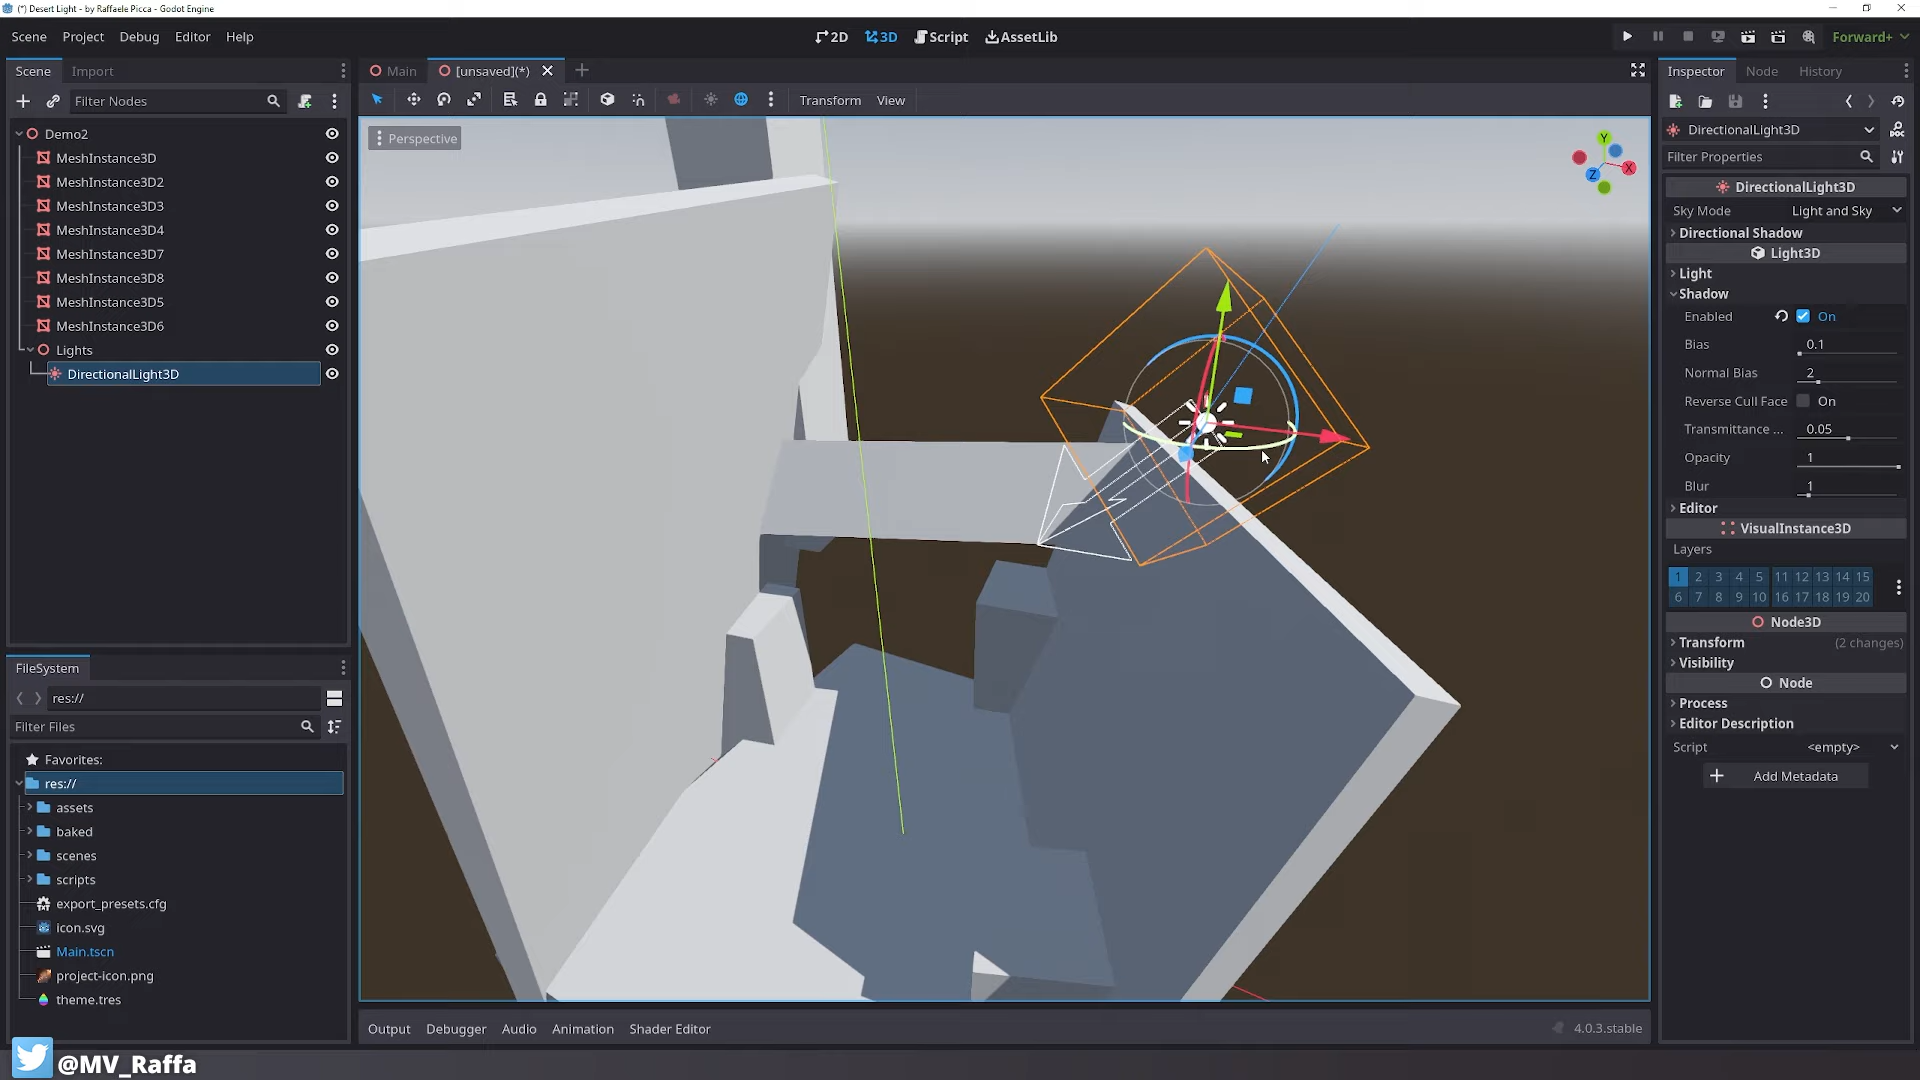 (*) Desert Light - by Raffaele Picca - Godot Engine
Scene Project Debug Editor Help
2D 3D Script AssetLib
Forward+
Scene Import
Filter Nodes
Demo2
MeshInstance3D
MeshInstance3D2
MeshInstance3D3
MeshInstance3D4
MeshInstance3D7
MeshInstance3D8
MeshInstance3D5
MeshInstance3D6
Lights
DirectionalLight3D
FileSystem
res://
Filter Files
Favorites:
res://
assets
baked
scenes
scripts
export_presets.cfg
icon.svg
Main.tscn
project-icon.png
theme.tres
Main [unsaved](*)
Transform View
Perspective
Y
X
Z
Output Debugger Audio Animation Shader Editor
4.0.3.stable
Inspector Node History
DirectionalLight3D
DOC
Filter Properties
DirectionalLight3D
Sky Mode Light and Sky
Directional Shadow
Light3D
Light
Shadow
Enabled On
Bias 0.1
Normal Bias 2
Reverse Cull Face On
Transmittance ... 0.05
Opacity 1
Blur 1
Editor
VisualInstance3D
Layers
1 2 3 4 5 11 12 13 14 15
6 7 8 9 10 16 17 18 19 20
Node3D
Transform (2 changes)
Visibility
Node
Process
Editor Description
Script <empty>
Add Metadata
@MV_Raffa